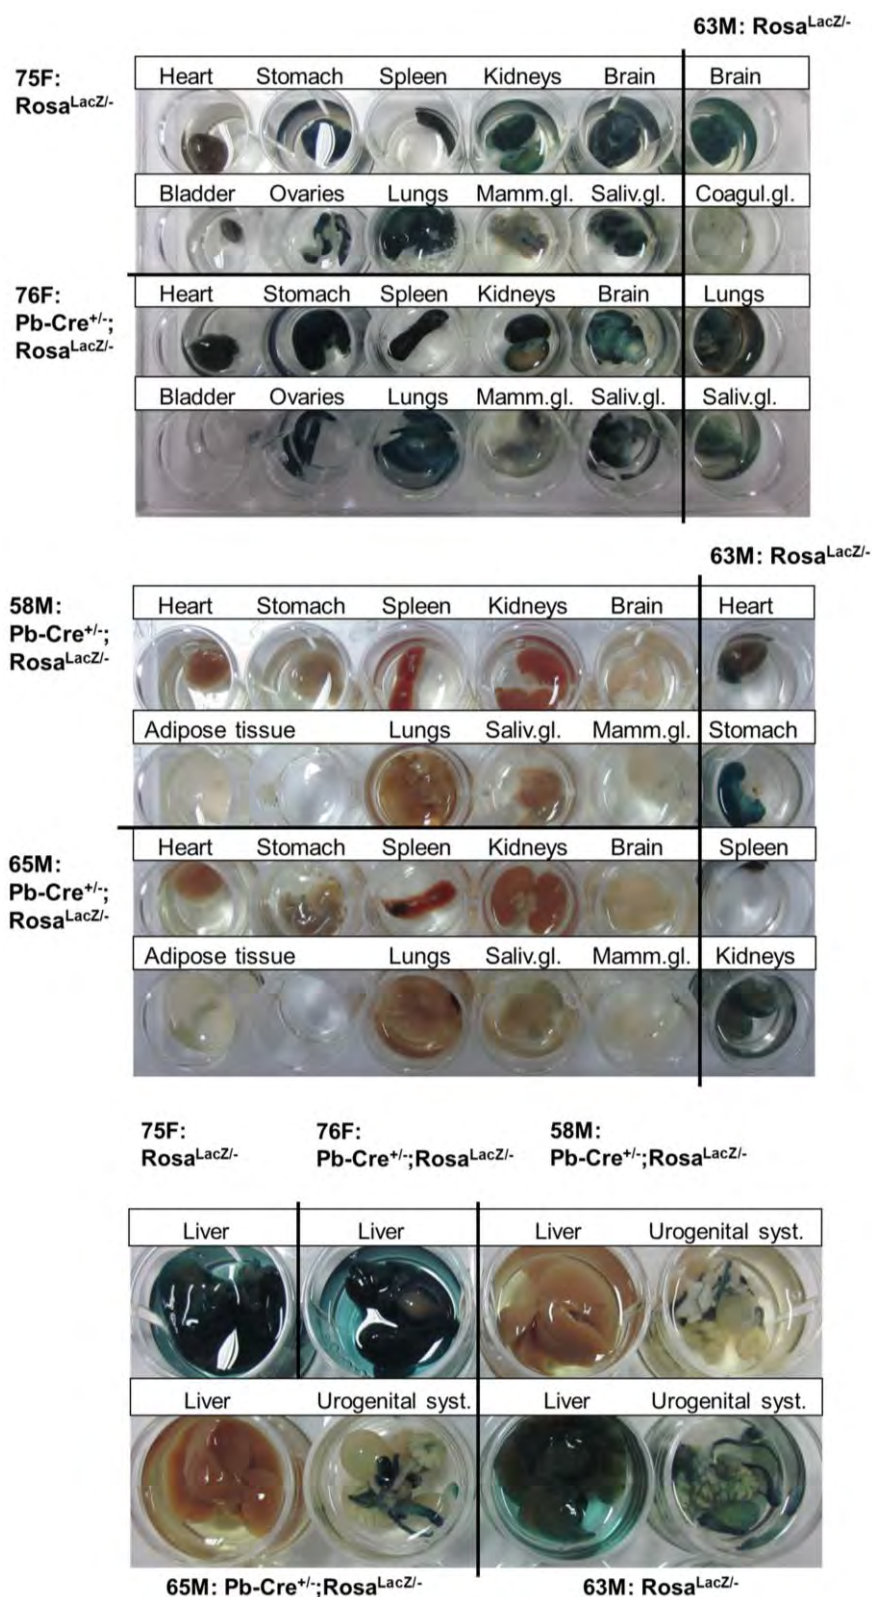 63M: Rosa^LacZ/-
75F:
Rosa^LacZ/-
Heart Stomach Spleen Kidneys Brain Brain
Bladder Ovaries Lungs Mamm.gl. Saliv.gl. Coagul.gl.
76F:
Pb-Cre^+/-;
Rosa^LacZ/-
Heart Stomach Spleen Kidneys Brain Lungs
Bladder Ovaries Lungs Mamm.gl. Saliv.gl. Saliv.gl.
63M: Rosa^LacZ/-
58M:
Pb-Cre^+/-;
Rosa^LacZ/-
Heart Stomach Spleen Kidneys Brain Heart
Adipose tissue Lungs Saliv.gl. Mamm.gl. Stomach
65M:
Pb-Cre^+/-;
Rosa^LacZ/-
Heart Stomach Spleen Kidneys Brain Spleen
Adipose tissue Lungs Saliv.gl. Mamm.gl. Kidneys
75F: 76F: 58M:
Rosa^LacZ/- Pb-Cre^+/-;Rosa^LacZ/- Pb-Cre^+/-;Rosa^LacZ/-
Liver Liver Liver Urogenital syst.
Liver Urogenital syst. Liver Urogenital syst.
65M: Pb-Cre^+/-;Rosa^LacZ/- 63M: Rosa^LacZ/-